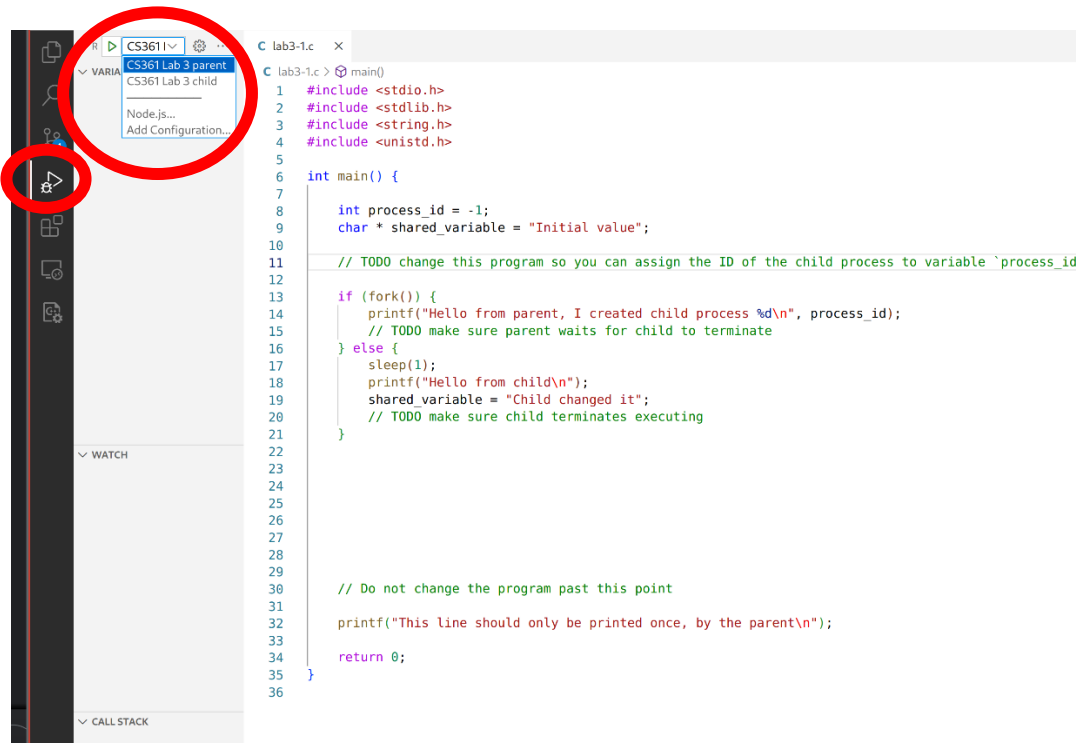 R CS361 l
CS361 Lab 3 parent
CS361 Lab 3 child
Node.js...
Add Configuration...
VARIA
WATCH
CALL STACK
C lab3-1.c ×
C lab3-1.c > main()
1 #include <stdio.h>
2 #include <stdlib.h>
3 #include <string.h>
4 #include <unistd.h>
5
6 int main() {
7
8 int process_id = -1;
9 char * shared_variable = "Initial value";
10
11 // TODO change this program so you can assign the ID of the child process to variable `process_id
12
13 if (fork()) {
14 printf("Hello from parent, I created child process %d\n", process_id);
15 // TODO make sure parent waits for child to terminate
16 } else {
17 sleep(1);
18 printf("Hello from child\n");
19 shared_variable = "Child changed it";
20 // TODO make sure child terminates executing
21 }
22
23
24
25
26
27
28
29
30 // Do not change the program past this point
31
32 printf("This line should only be printed once, by the parent\n");
33
34 return 0;
35 }
36